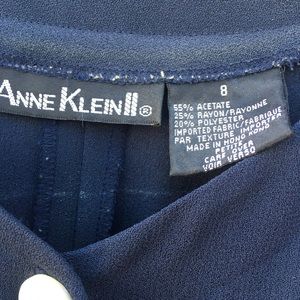 ANNE KLEIN II ®
8
55% ACETATE
25% RAYON/RAYONNE
20% POLYESTER
IMPORTED FABRIC/FABRIQUE
PAR TEXTURE IMPORTER
MADE IN HONG KONG
PETITE
CARE OVER
VOIR VERSO